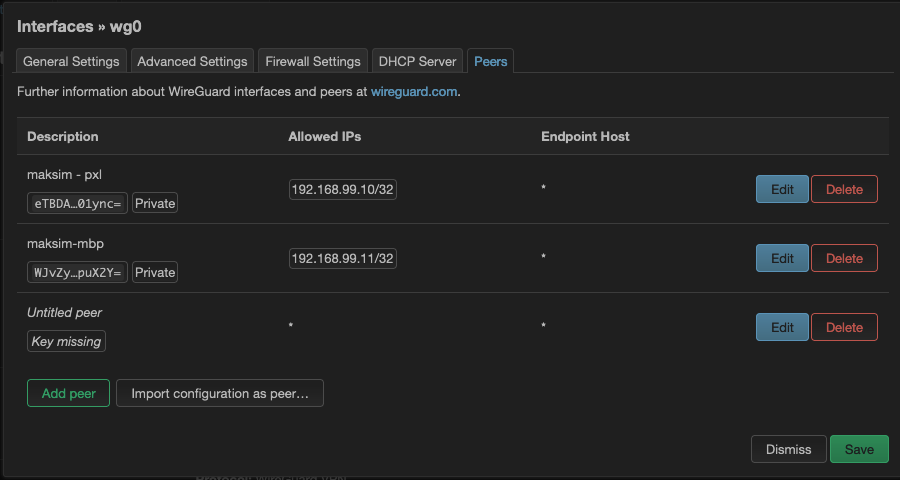 Interfaces » wg0
General Settings Advanced Settings Firewall Settings DHCP Server Peers
Further information about WireGuard interfaces and peers at wireguard.com.
Description Allowed IPs Endpoint Host
maksim - pxl
eTBDA…01ync= Private 192.168.99.10/32 * Edit Delete
maksim-mbp
WJvZy…puX2Y= Private 192.168.99.11/32 * Edit Delete
Untitled peer
Key missing * * Edit Delete
Add peer Import configuration as peer…
Dismiss Save